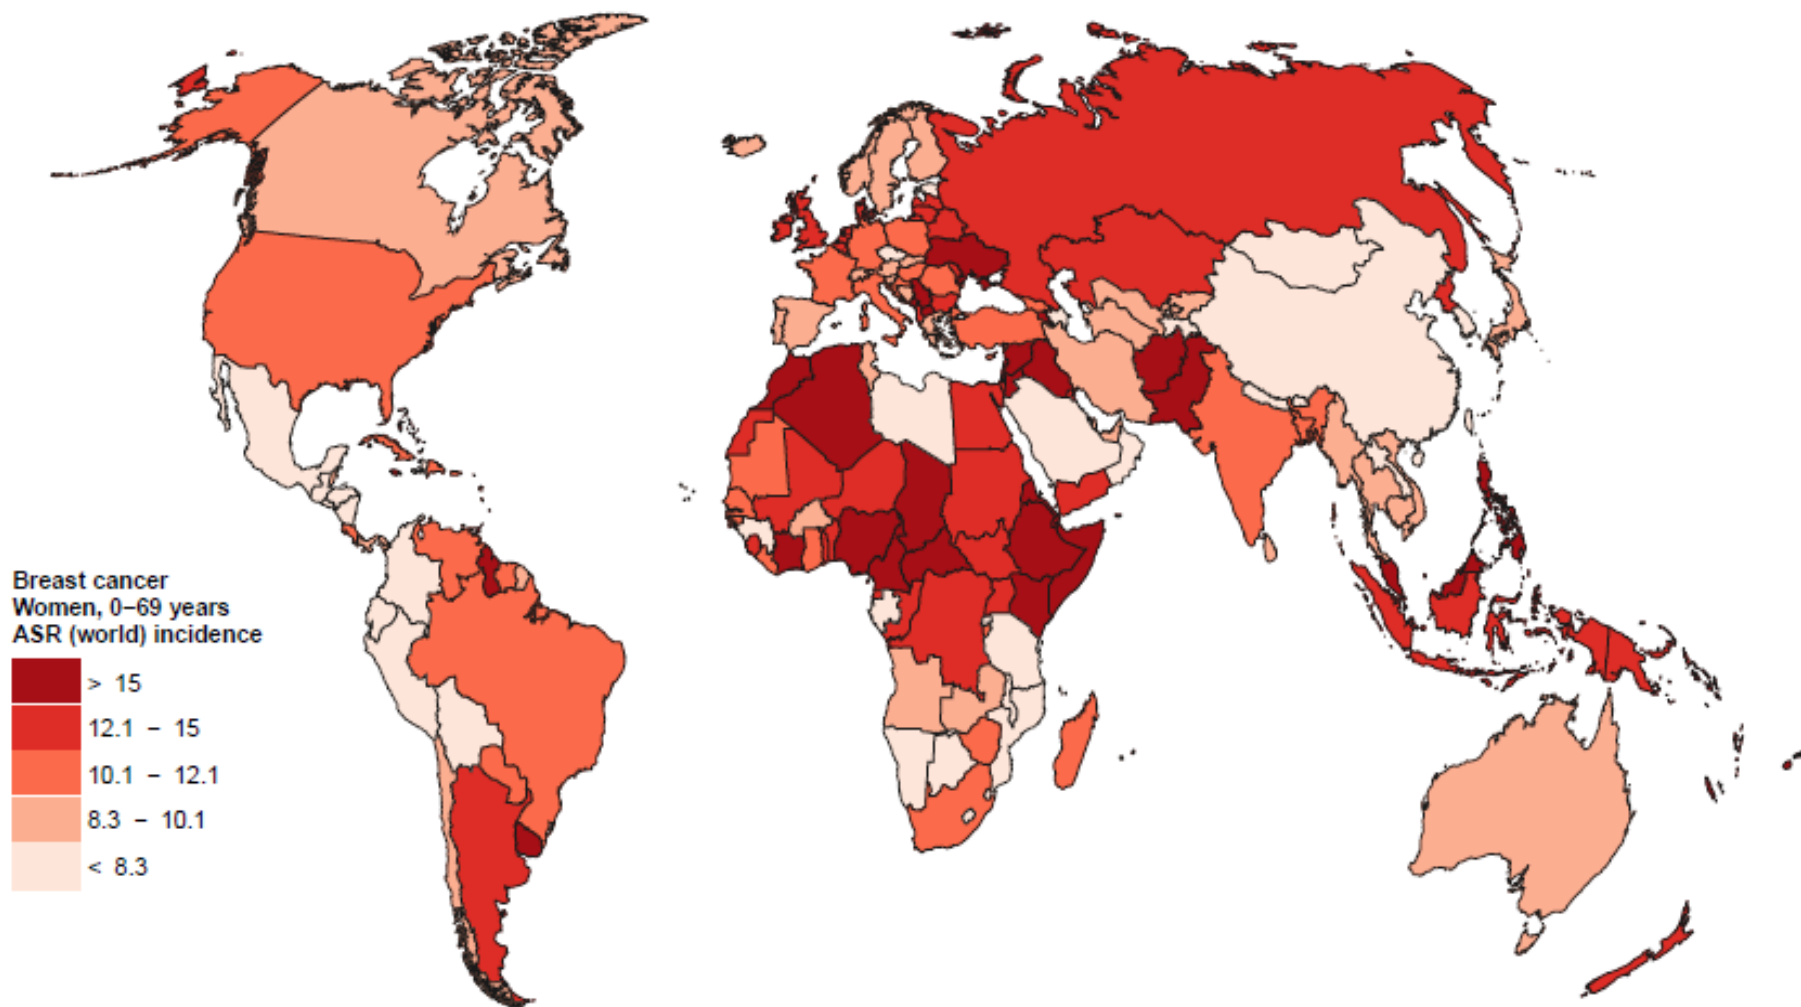 Breast cancer
Women, 0–69 years
ASR (world) incidence
> 15
12.1 – 15
10.1 – 12.1
8.3 – 10.1
< 8.3